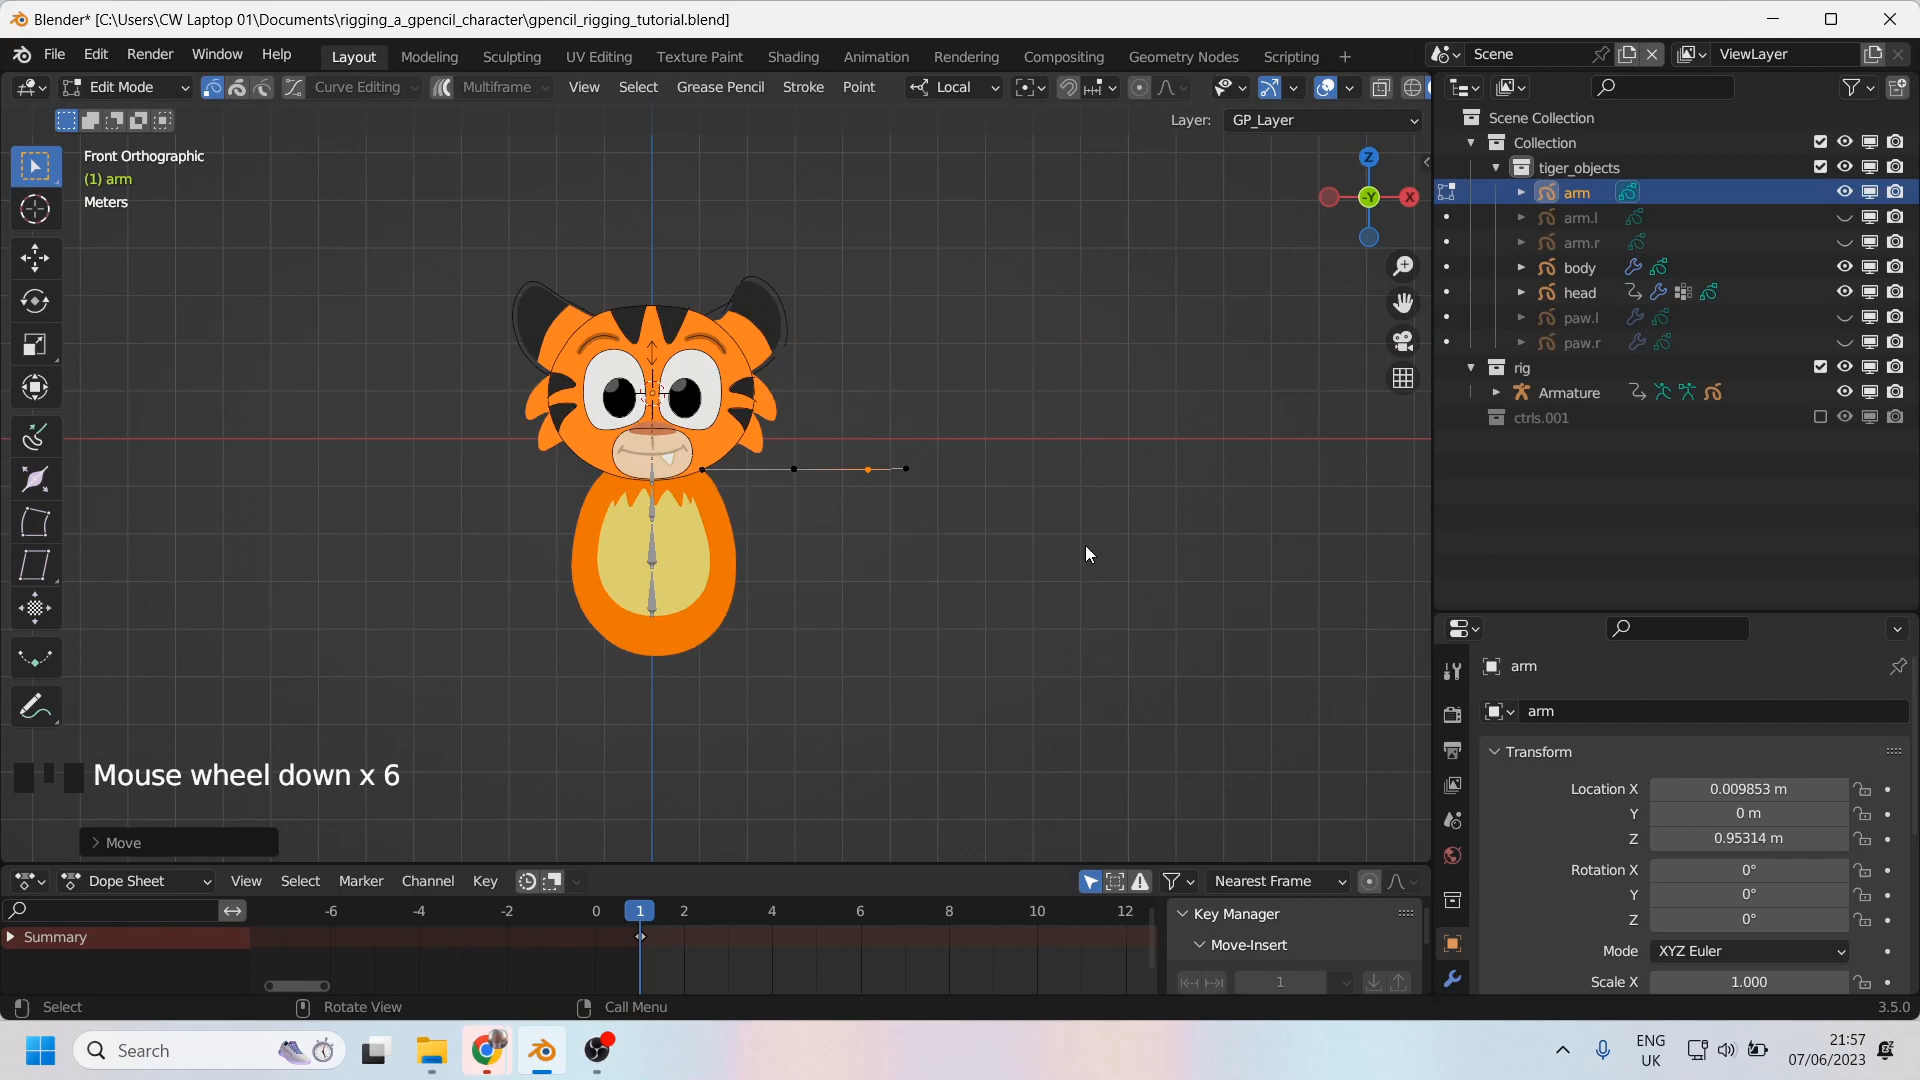 Blender* [C:\Users\CW Laptop 01\Documents\rigging_a_gpencil_character\gpencil_rigging_tutorial.blend]
File Edit Render Window Help Layout Modeling Sculpting UV Editing Texture Paint Shading Animation Rendering Compositing Geometry Nodes Scripting + Scene ViewLayer
Edit Mode Curve Editing Multiframe View Select Grease Pencil Stroke Point Local
Layer: GP_Layer
Scene Collection
Collection
tiger_objects
arm
arm.l
arm.r
body
head
paw.l
paw.r
rig
Armature
ctrls.001
Front Orthographic
(1) arm
Meters
Z
-Y X
Mouse wheel down x 6
Move
arm
arm
Transform
Location X 0.009853 m
Y 0 m
Z 0.95314 m
Rotation X 0°
Y 0°
Z 0°
Mode XYZ Euler
Scale X 1.000
Dope Sheet View Select Marker Channel Key Nearest Frame
-6 -4 -2 0 1 2 4 6 8 10 12
Summary
Key Manager
Move-Insert
1
Select Rotate View Call Menu 3.5.0
Search
ENG
UK
21:57
07/06/2023